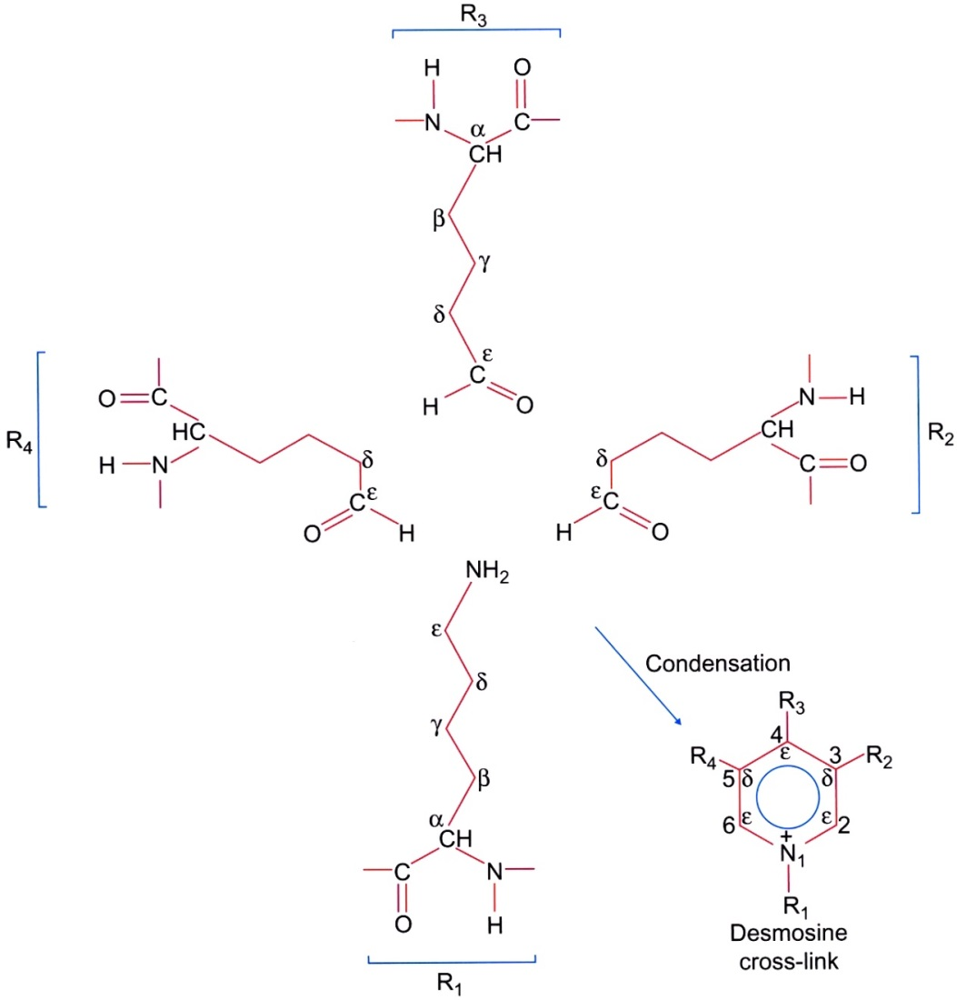 R3
H O
N α C
CH
β
γ
δ
ε
C
H O
R4
O C
HC
H N
δ
C ε
O H
N H
CH
C O
δ
ε C
H O
R2
NH2
ε
δ
γ
β
α
CH
C N
O H
R1
Condensation
R3
4
R4 ε 3 R2
5 δ δ
6 ε ε 2
+
N1
R1
Desmosine
cross-link